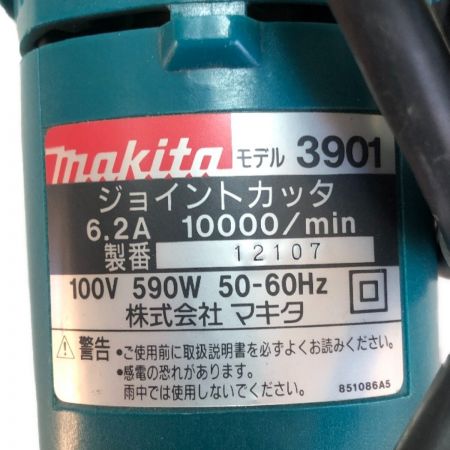 makita モデル 3901
ジョイントカッタ
6.2A 10000/min
製番 12107
100V 590W 50-60Hz
株式会社 マキタ
警告 •ご使用前に取扱説明書を必ずよくお読みください。
•感電の恐れがあります。
雨中では使用しないでください。
851086A5